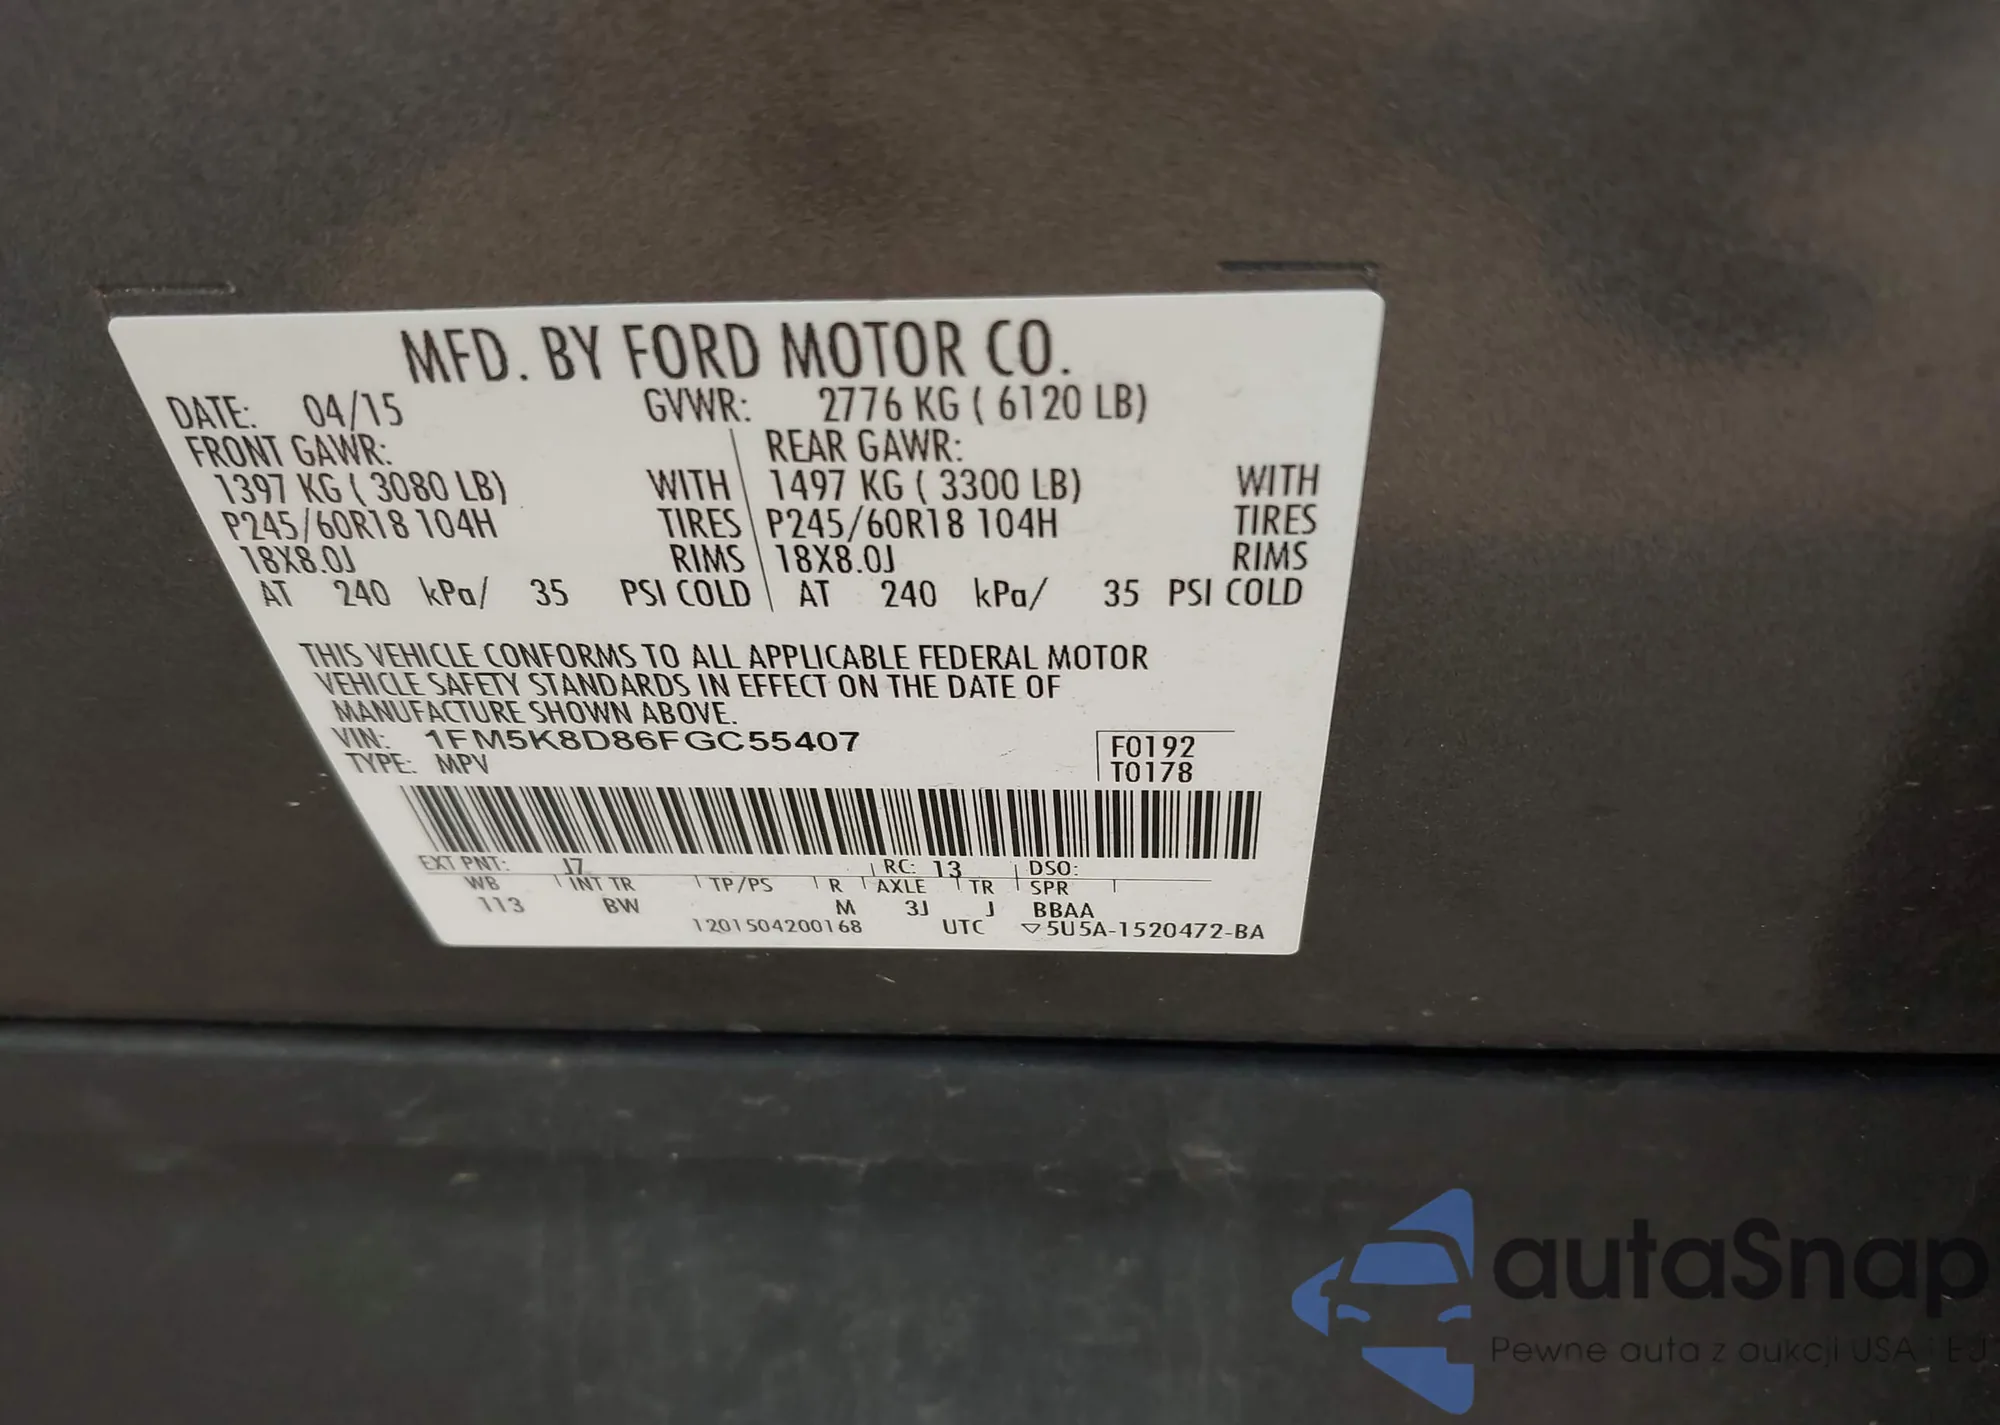 MFD. BY FORD MOTOR CO.
DATE: 04/15 GVWR: 2776 KG ( 6120 LB)
FRONT GAWR: REAR GAWR:
1397 KG ( 3080 LB) WITH 1497 KG ( 3300 LB) WITH
P245/60R18 104H TIRES P245/60R18 104H TIRES
18X8.0J RIMS 18X8.0J RIMS
AT 240 kPa/ 35 PSI COLD AT 240 kPa/ 35 PSI COLD
THIS VEHICLE CONFORMS TO ALL APPLICABLE FEDERAL MOTOR
VEHICLE SAFETY STANDARDS IN EFFECT ON THE DATE OF
MANUFACTURE SHOWN ABOVE.
VIN: 1FM5K8D86FGC55407 F0192
TYPE: MPV T0178
EXT PNT: J7 RC: 13 DSO:
WB INT TR TP/PS R AXLE TR SPR
113 BW M 3J J BBAA
1201504200168 UTC ▽5U5A-1520472-BA
autaSnap
Pewne auta z aukcji USA i EU